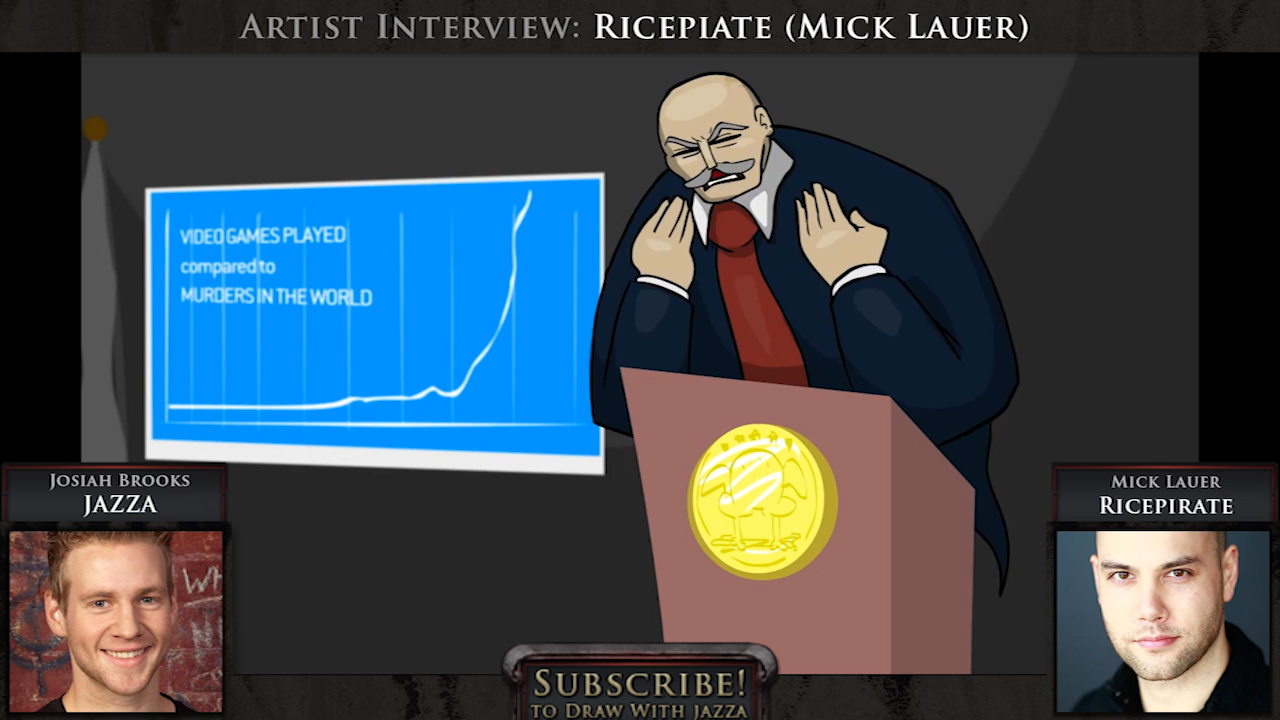 Artist Interview: Ricepiate (Mick Lauer)
VIDEO GAMES PLAYED
compared to
MURDERS IN THE WORLD
Josiah Brooks
JAZZA
Mick Lauer
Ricepirate
Subscribe!
to Draw With Jazza